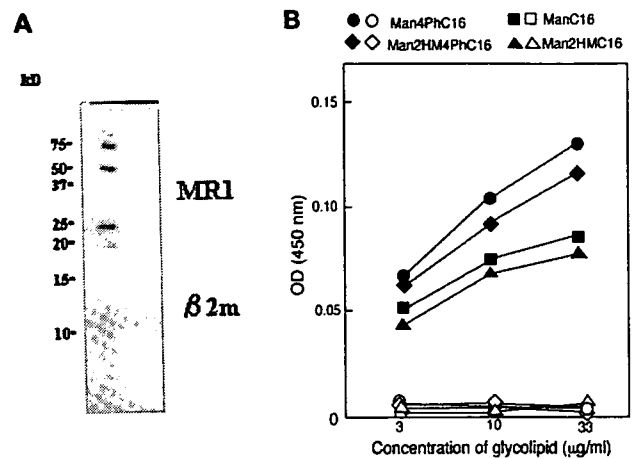 A
kD
75-
50-
37-
25-
20-
15-
10-
MR1
β2m
B
●○ Man4PhC16
■□ ManC16
◆◇ Man2HM4PhC16
▲△ Man2HMC16
0.15
0.10
0.05
0
OD (450 nm)
3
10
33
Concentration of glycolipid (μg/ml)